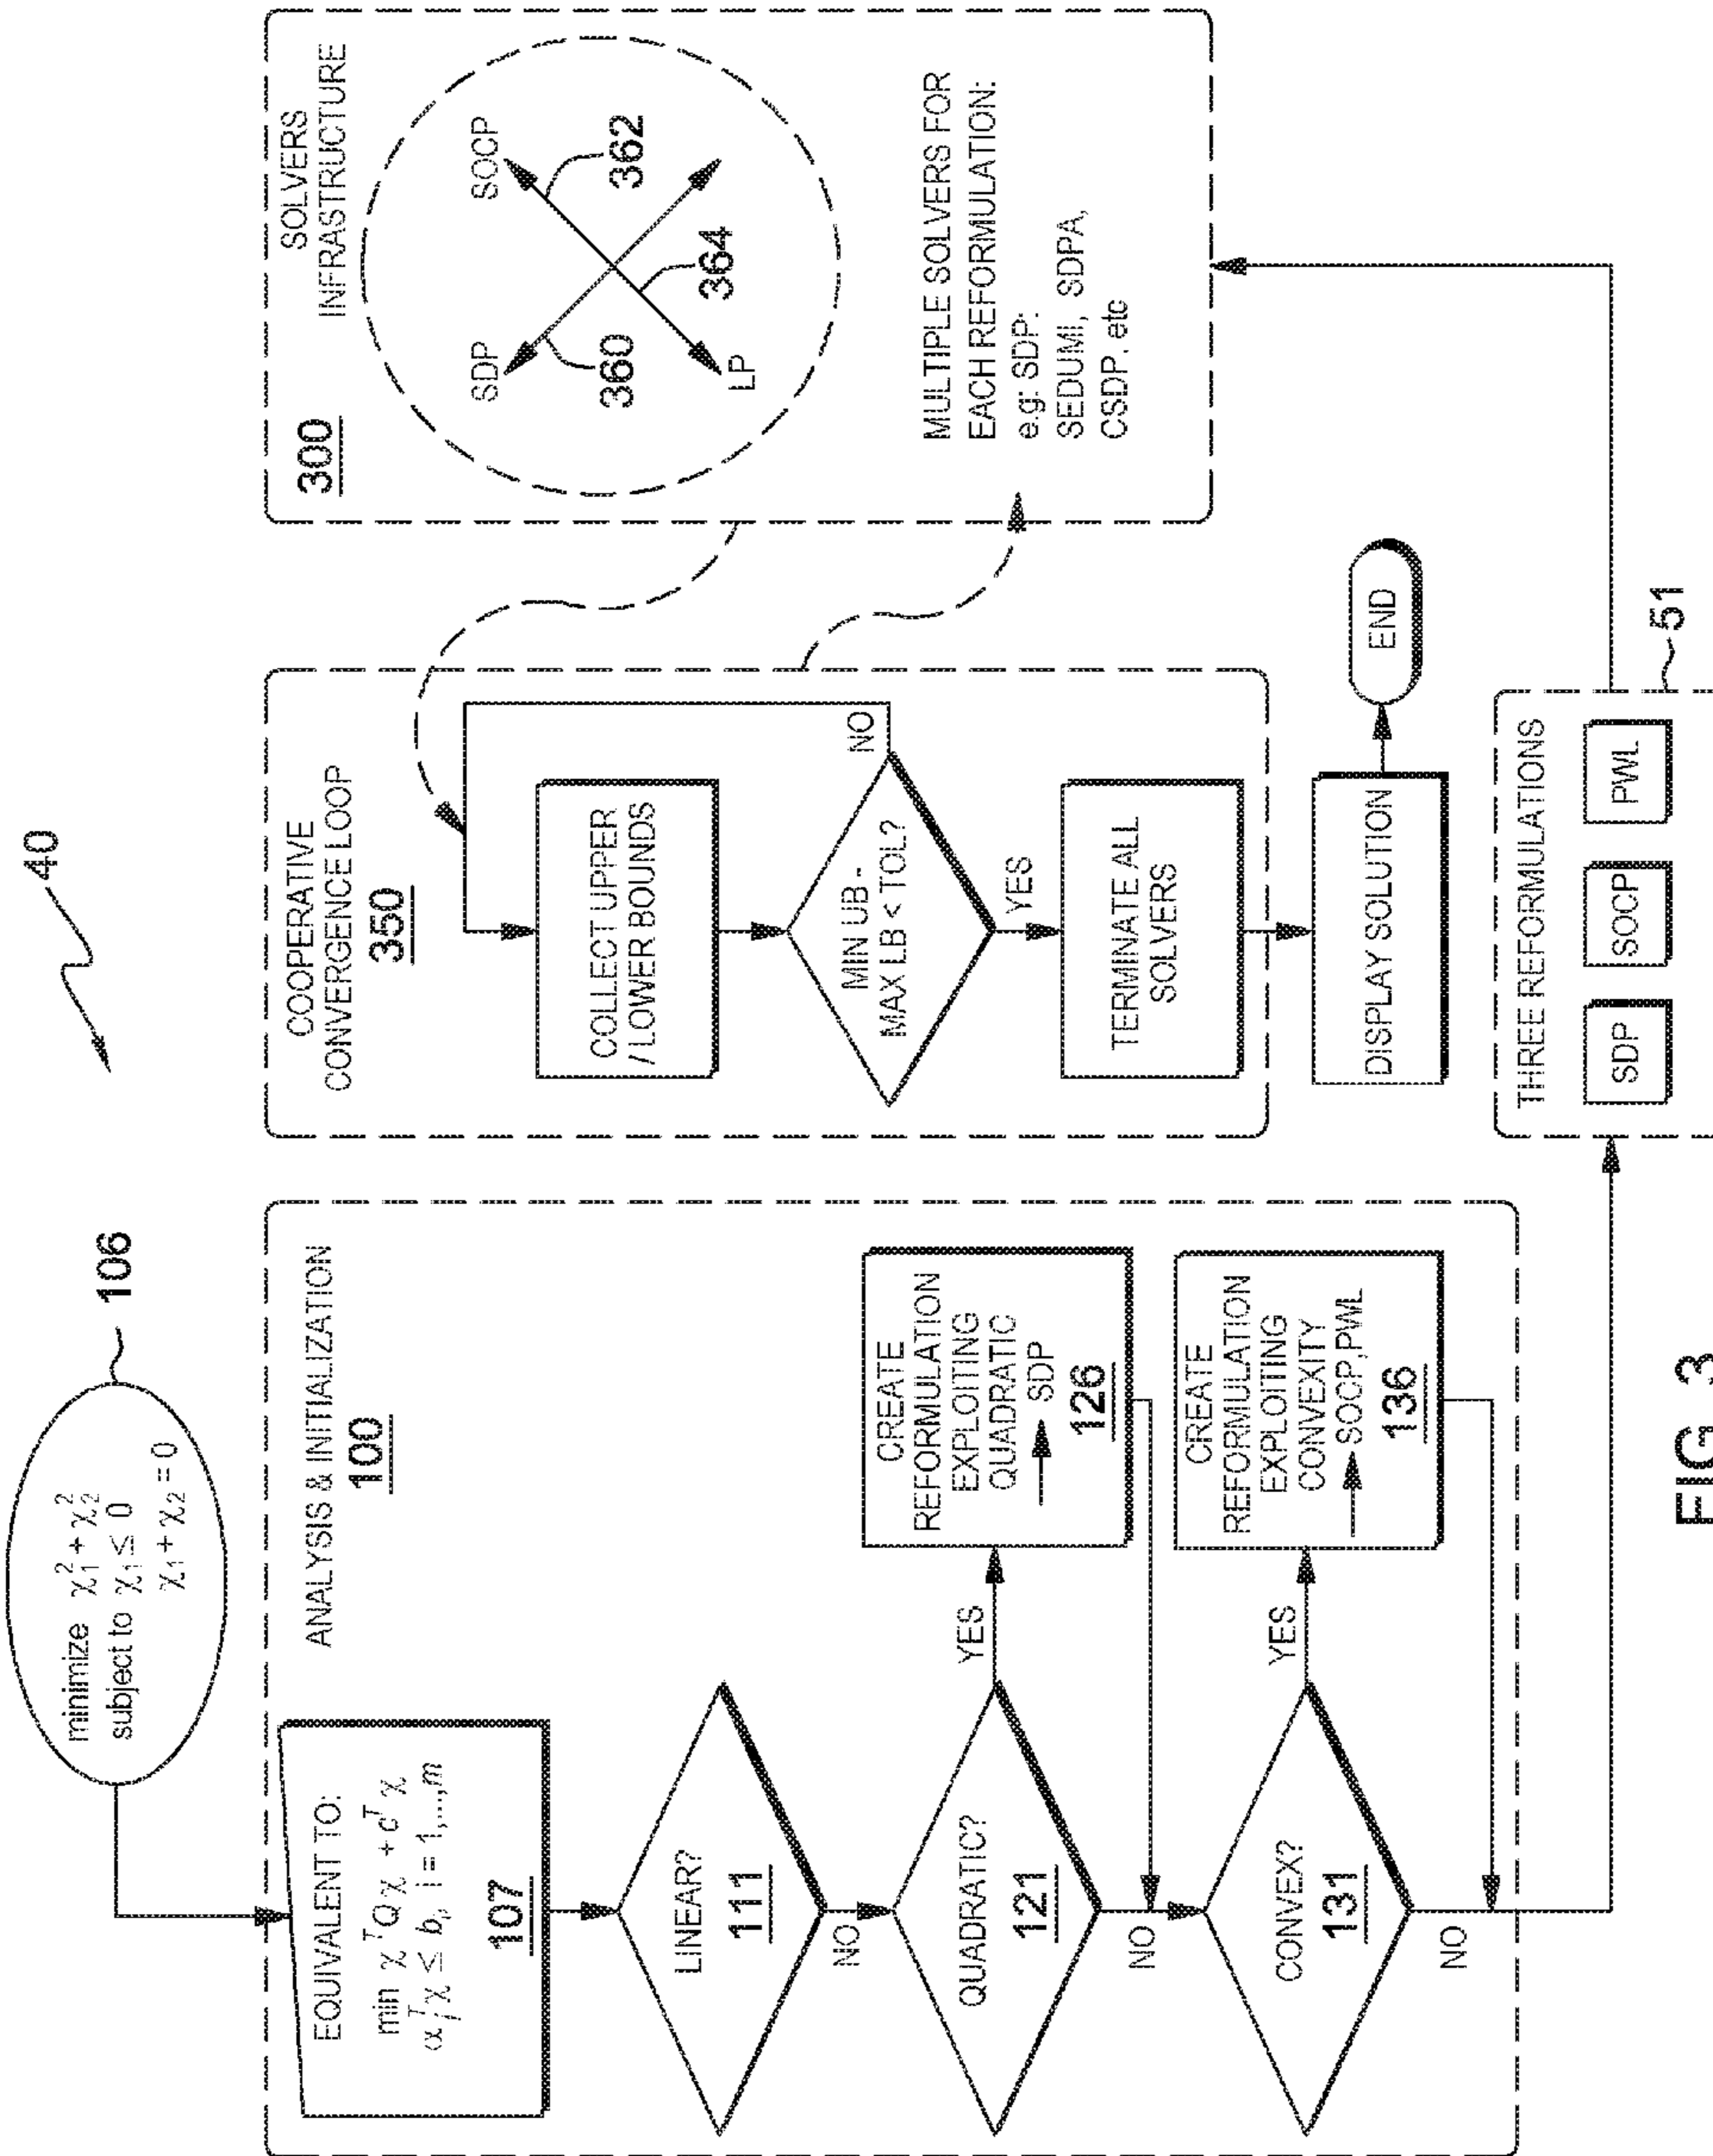 40
minimize χ₁² + χ₂²
subject to χ₁ ≤ 0
χ₁ + χ₂ = 0
106
ANALYSIS & INITIALIZATION
100
EQUIVALENT TO:
min χᵀQχ + cᵀχ
αᵢᵀχ ≤ bᵢ, i = 1,...,m
107
LINEAR?
111
NO
QUADRATIC?
121
YES
NO
CREATE
REFORMULATION
EXPLOITING
QUADRATIC
→ SDP
126
CONVEX?
131
YES
NO
CREATE
REFORMULATION
EXPLOITING
CONVEXITY
→ SOCP,PWL
136
COOPERATIVE
CONVERGENCE LOOP
350
COLLECT UPPER
/ LOWER BOUNDS
MIN UB -
MAX LB < TOL?
NO
YES
TERMINATE ALL
SOLVERS
DISPLAY SOLUTION
END
THREE REFORMULATIONS
SDP
SOCP
PWL
51
SOLVERS
INFRASTRUCTURE
300
SDP
SOCP
360
362
364
LP
MULTIPLE SOLVERS FOR
EACH REFORMULATION:
e.g: SDP:
SEDUMI, SDPA,
CSDP. etc
FIG. 3